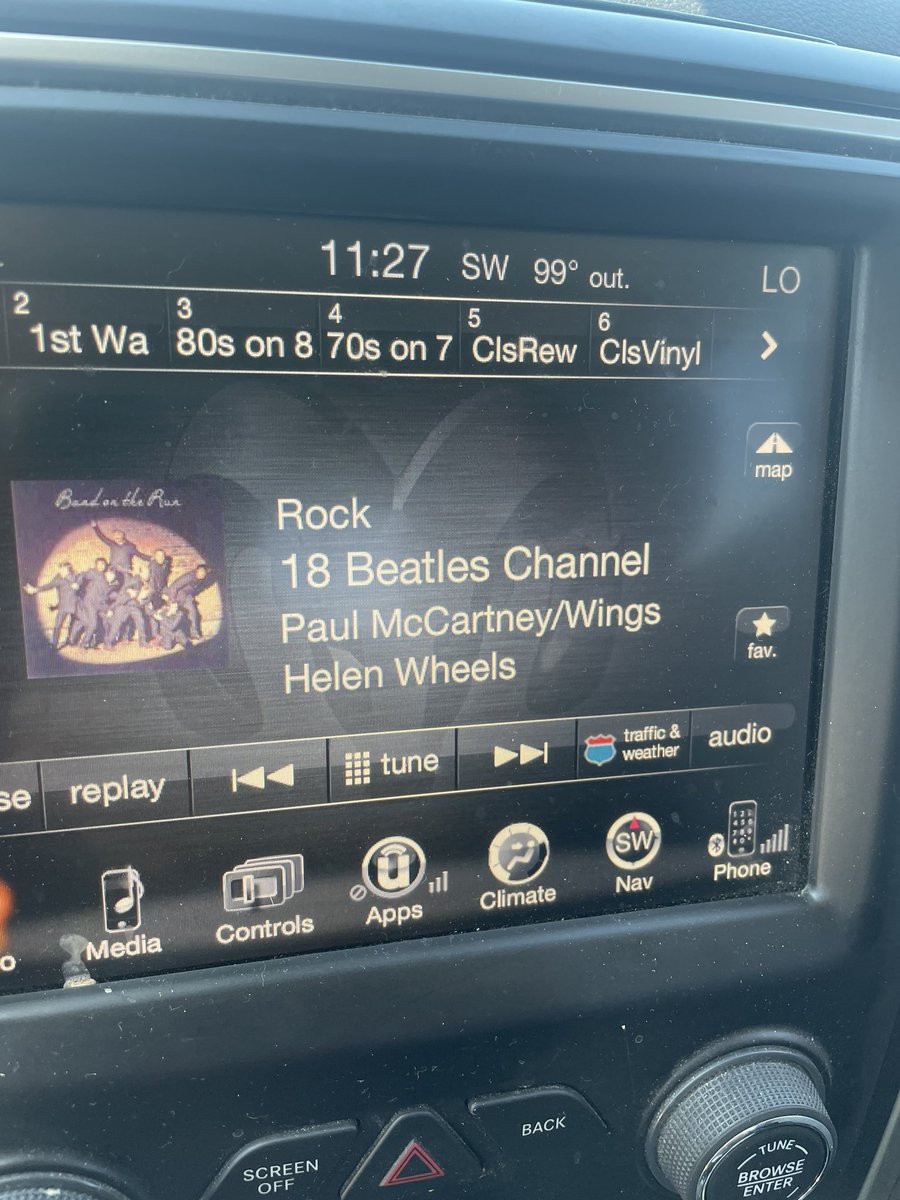 11:27 SW 99° out. LO
2 1st Wa
3 80s on 8
4 70s on 7
5 ClsRew
6 ClsVinyl
map
Band on the Run
Rock
18 Beatles Channel
Paul McCartney/Wings
Helen Wheels
fav.
se
replay
tune
traffic &
weather
audio
o
Media
Controls
Apps
Climate
SW
Nav
Phone
SCREEN
OFF
BACK
TUNE
BROWSE
ENTER